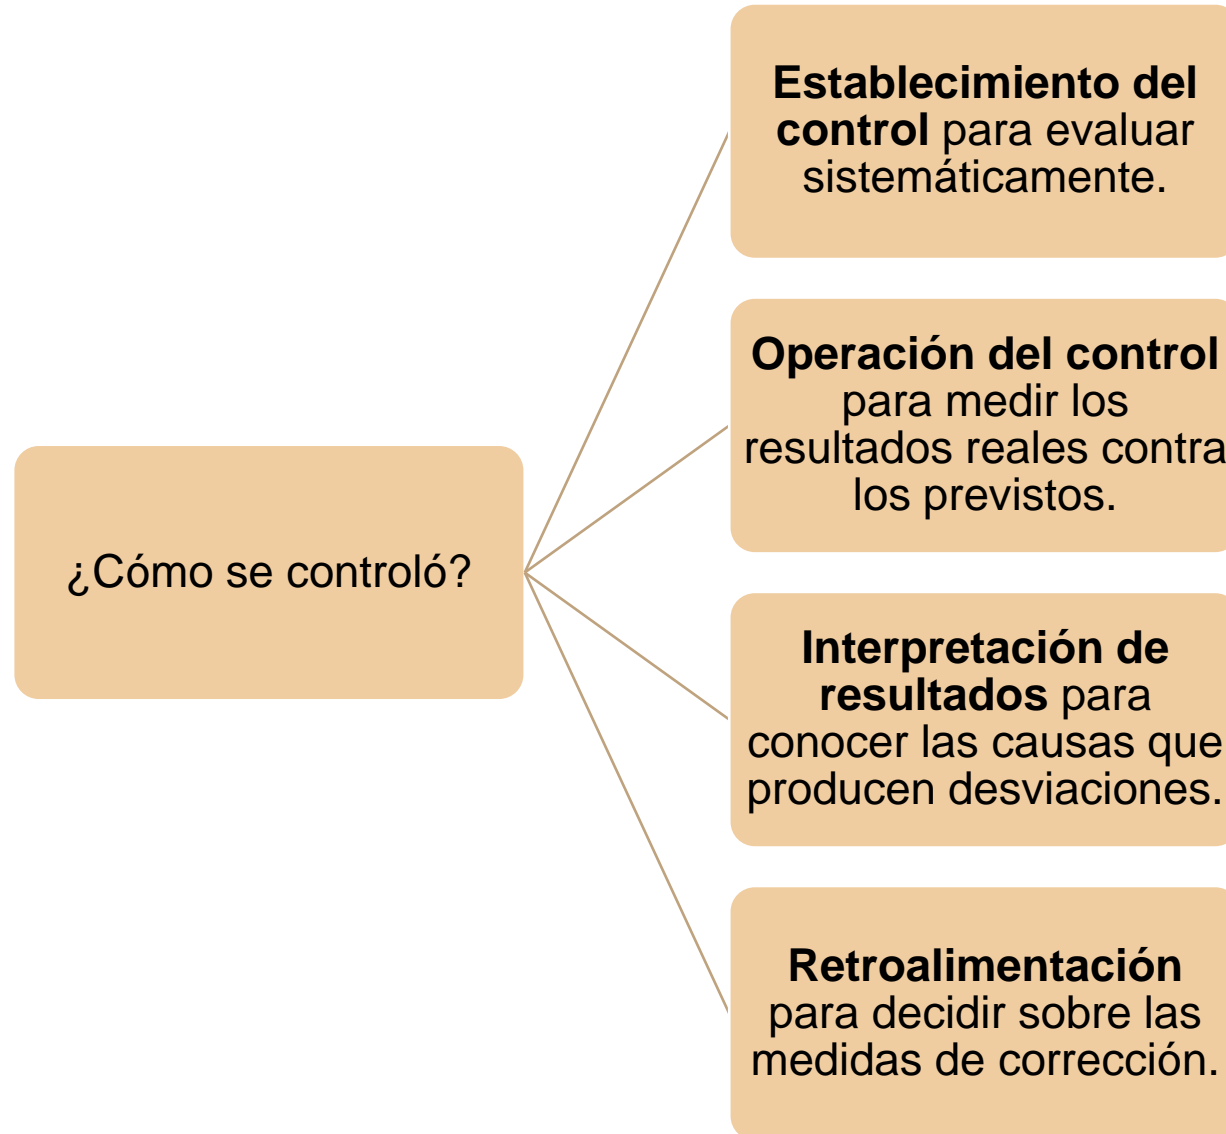 Establecimiento del
control para evaluar
sistemáticamente.
Operación del control
para medir los
resultados reales contra
los previstos.
¿Cómo se controló?
Interpretación de
resultados para
conocer las causas que
producen desviaciones.
Retroalimentación
para decidir sobre las
medidas de corrección.